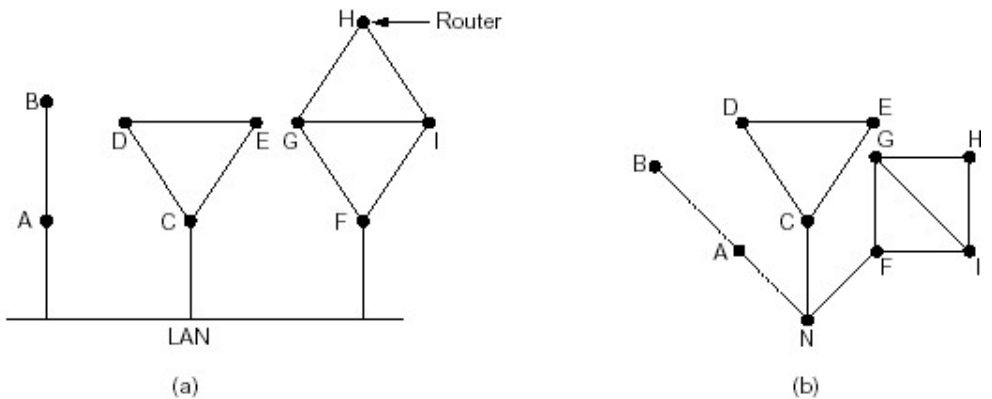 H Router
B
D E
G I
A C F
LAN
(a)
D E
G H
B
C
A F I
N
(b)